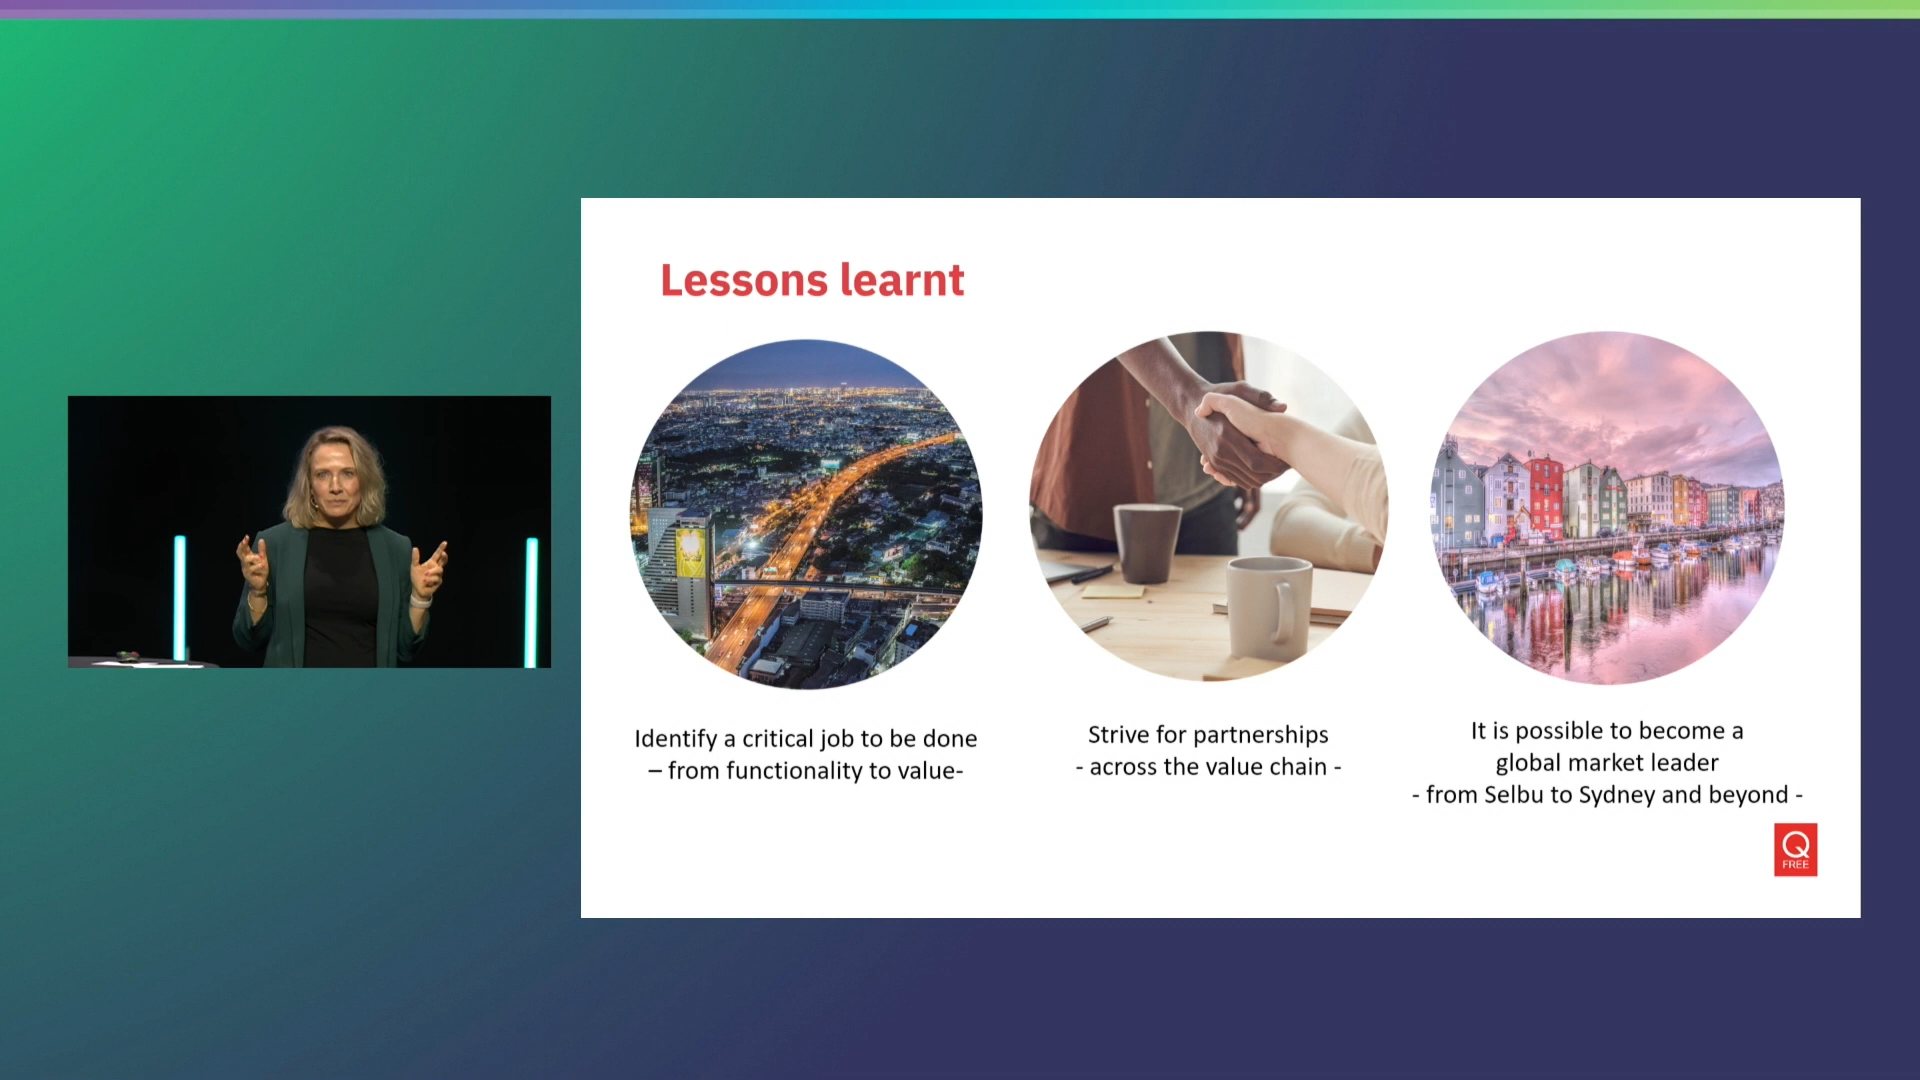 Lessons learnt
Identify a critical job to be done
– from functionality to value-
Strive for partnerships
- across the value chain -
It is possible to become a
global market leader
- from Selbu to Sydney and beyond -
Q
FREE